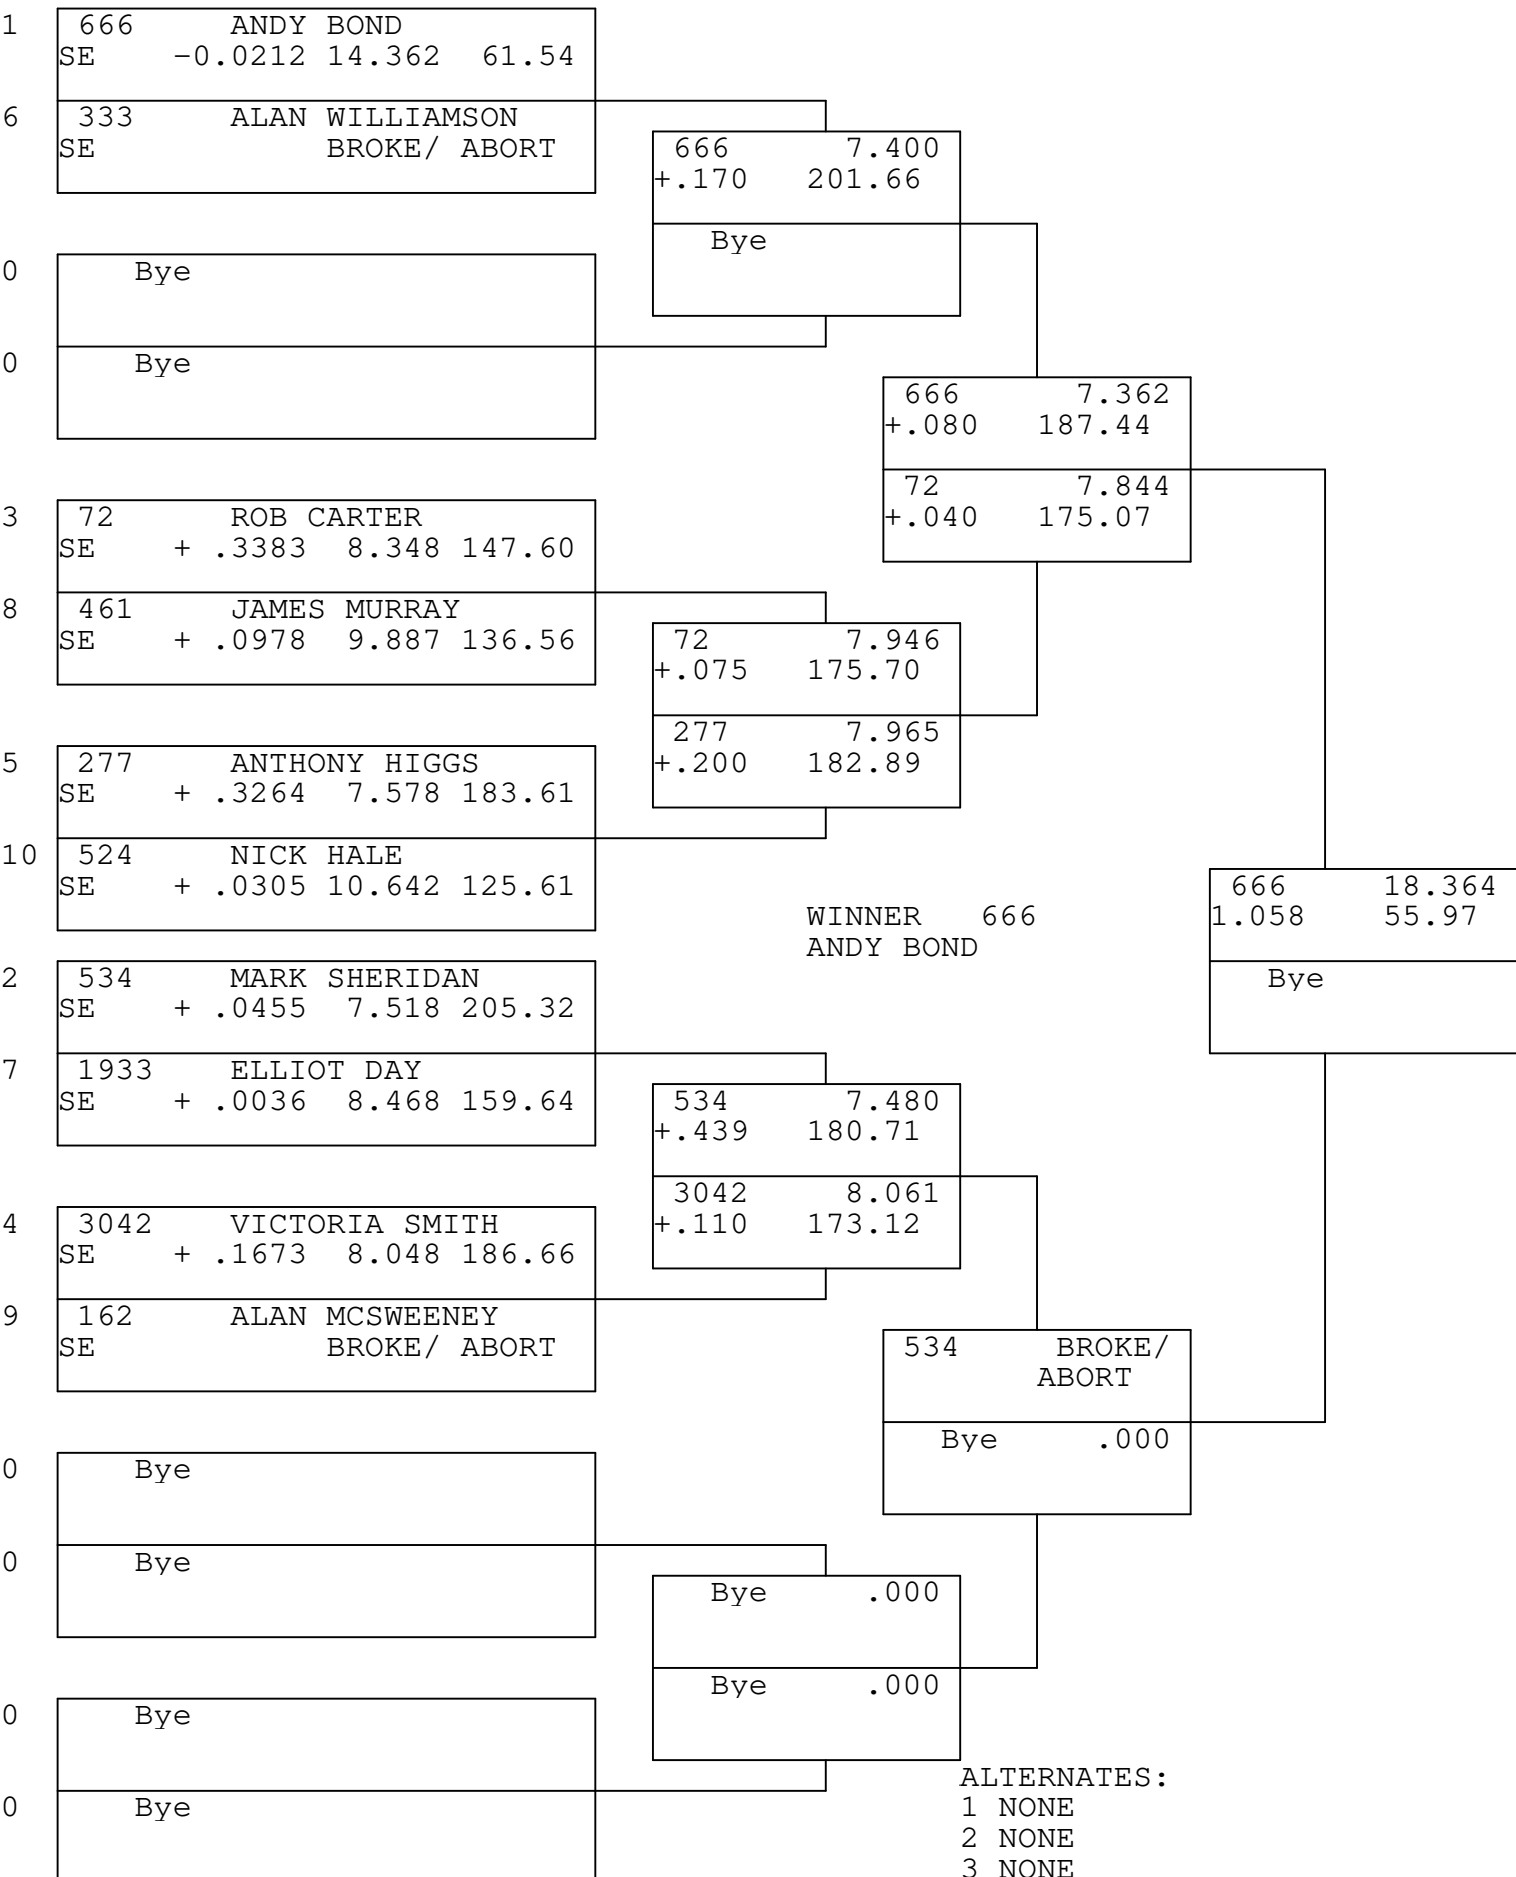 1 666 ANDY BOND
SE -0.0212 14.362 61.54
6 333 ALAN WILLIAMSON
SE BROKE/ ABORT
0 Bye
0 Bye
3 72 ROB CARTER
SE + .3383 8.348 147.60
8 461 JAMES MURRAY
SE + .0978 9.887 136.56
5 277 ANTHONY HIGGS
SE + .3264 7.578 183.61
10 524 NICK HALE
SE + .0305 10.642 125.61
2 534 MARK SHERIDAN
SE + .0455 7.518 205.32
7 1933 ELLIOT DAY
SE + .0036 8.468 159.64
4 3042 VICTORIA SMITH
SE + .1673 8.048 186.66
9 162 ALAN MCSWEENEY
SE BROKE/ ABORT
0 Bye
0 Bye
0 Bye
0 Bye
666 7.400
+.170 201.66
Bye
72 7.946
+.075 175.70
277 7.965
+.200 182.89
534 7.480
+.439 180.71
3042 8.061
+.110 173.12
Bye .000
Bye .000
666 7.362
+.080 187.44
72 7.844
+.040 175.07
534 BROKE/
ABORT
Bye .000
WINNER 666
ANDY BOND
666 18.364
1.058 55.97
Bye
ALTERNATES:
1 NONE
2 NONE
3 NONE